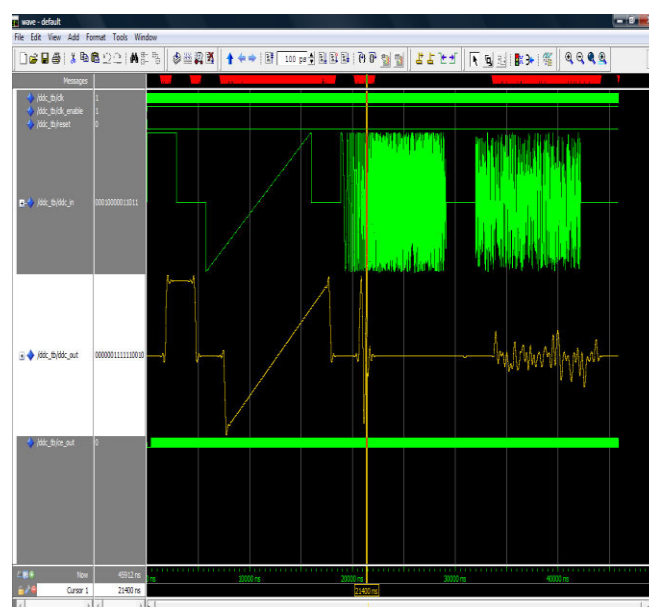 wave - default
File Edit View Add Format Tools Window
100 ps
Messages
/ddc_tb/clk 1
/ddc_tb/clk_enable 1
/ddc_tb/reset 0
/ddc_tb/ddc_in 00010000011011
/ddc_tb/ddc_out 0000001111110010
/ddc_tb/ce_out 0
Now 45912 ns
ns 10000 ns 20000 ns 30000 ns 40000 ns
Cursor 1 21400 ns
21400 ns